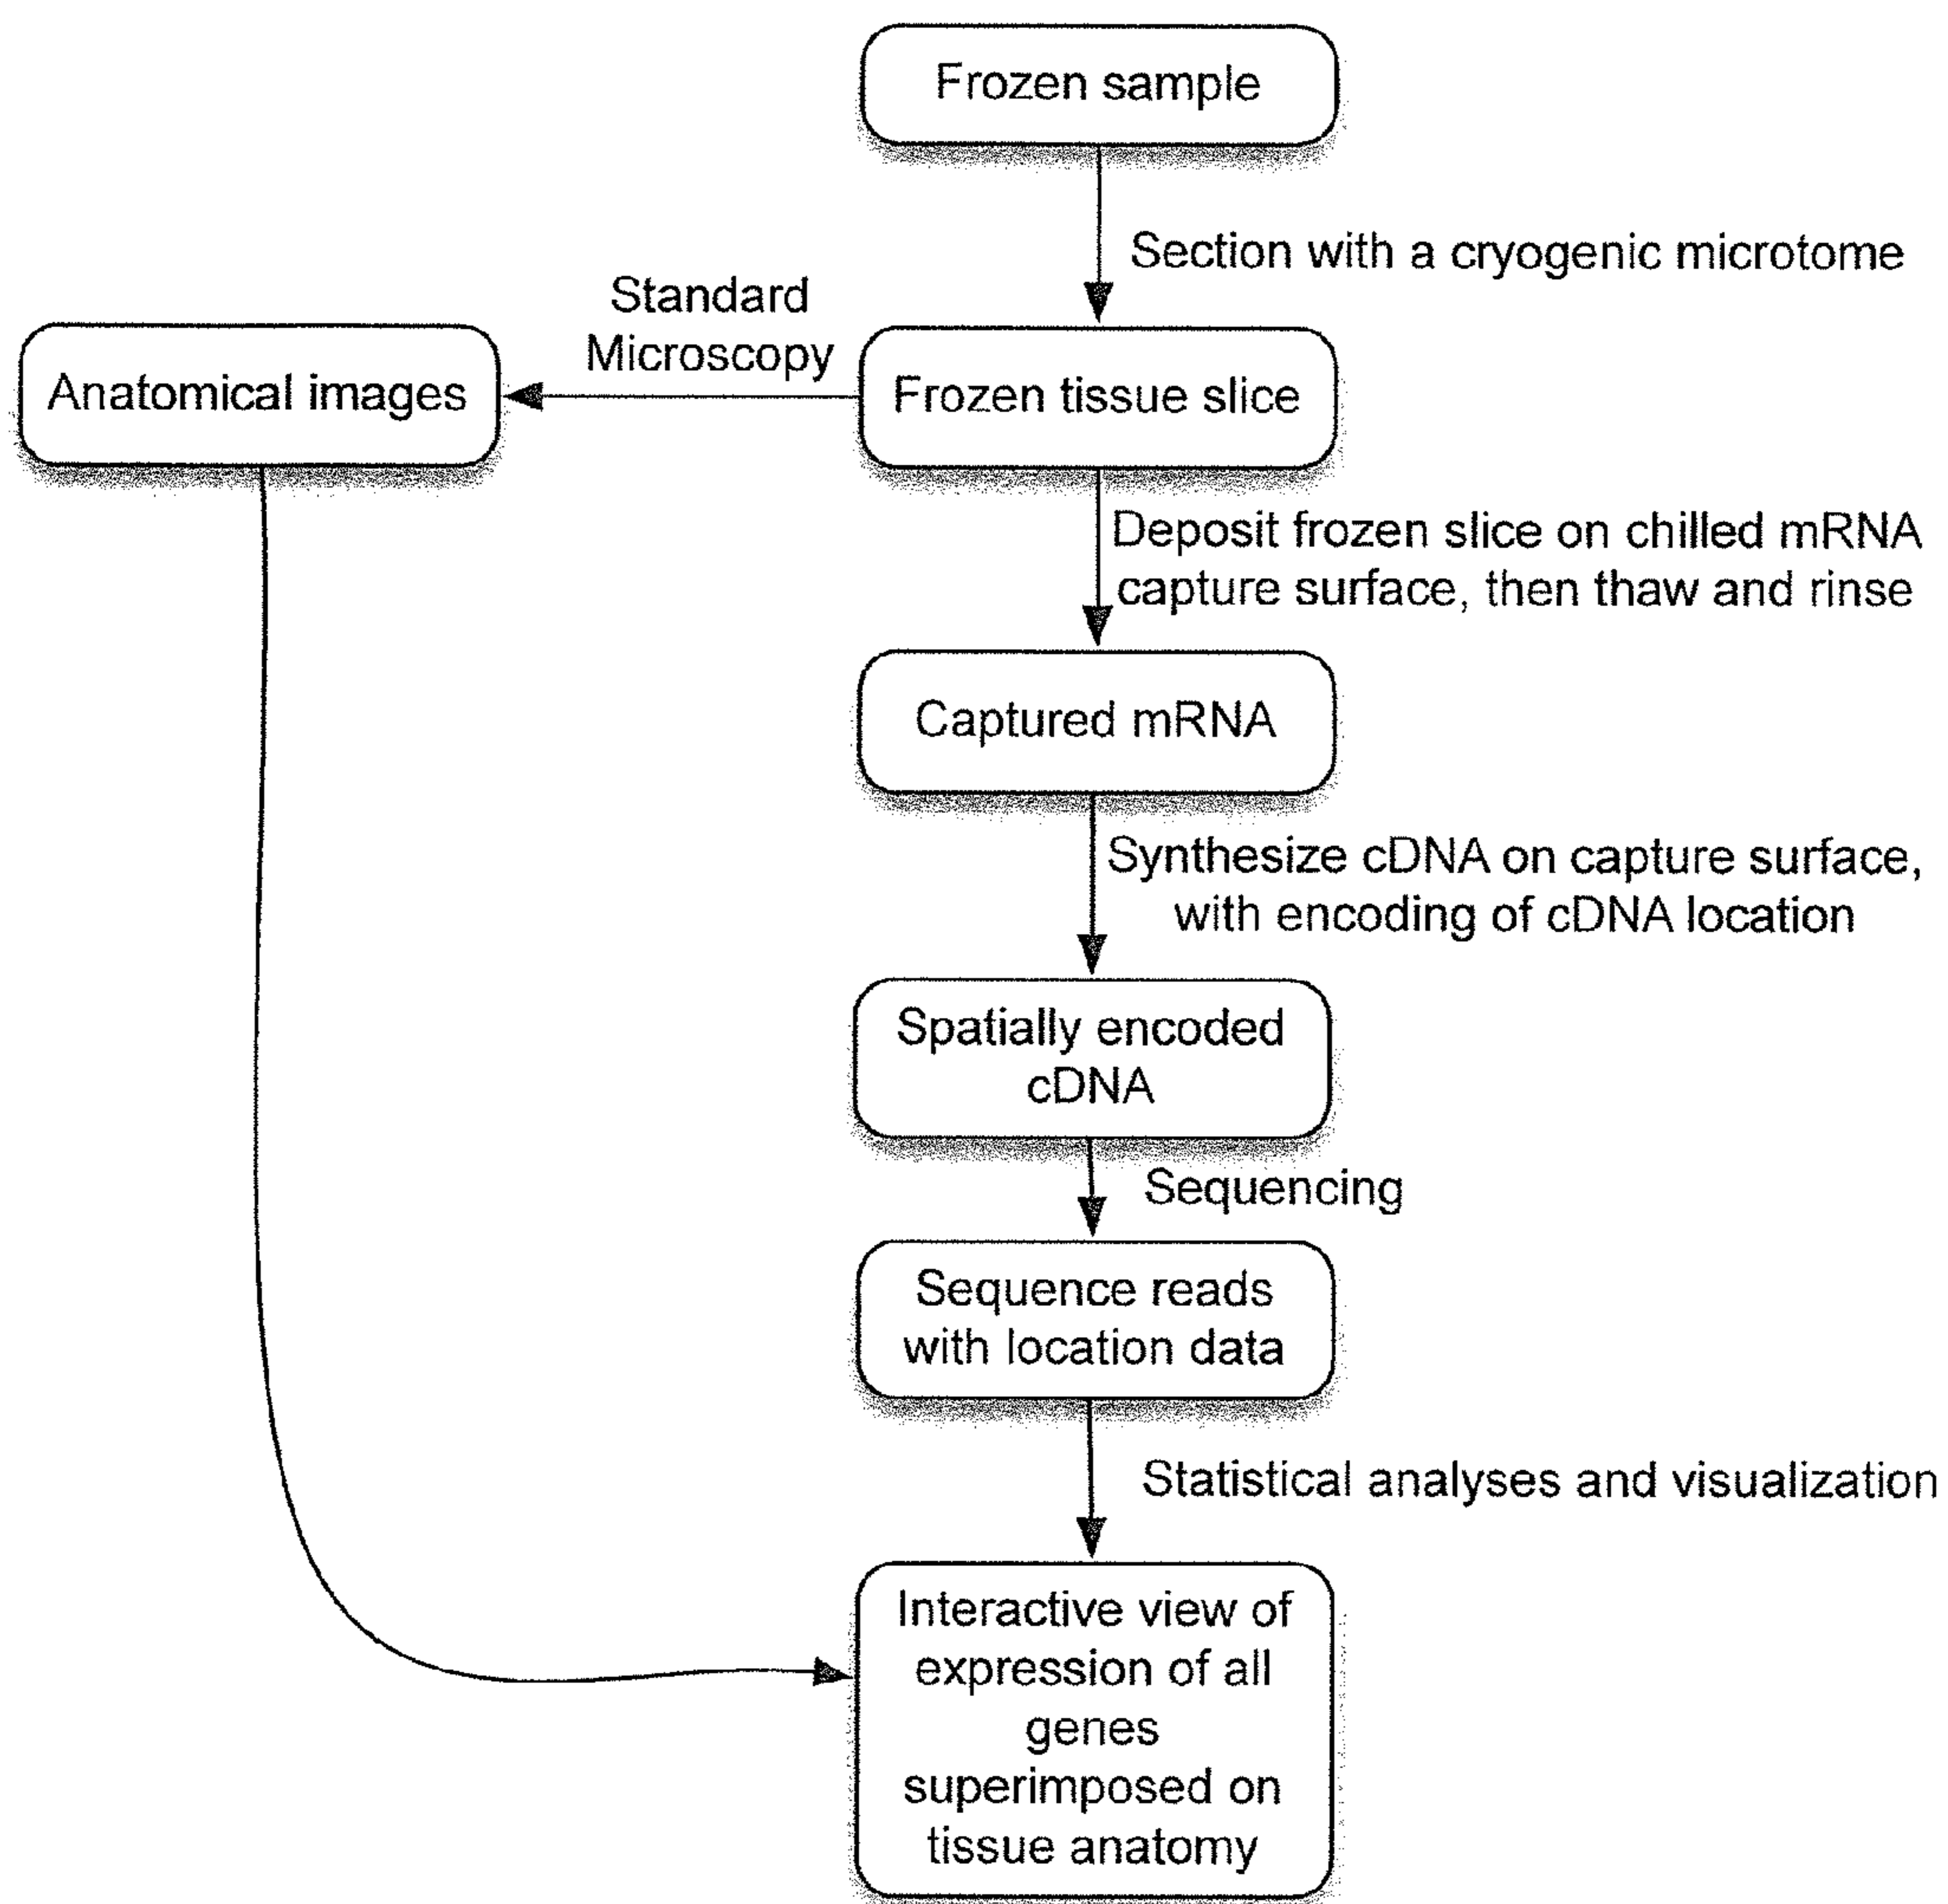 Frozen sample
Section with a cryogenic microtome
Standard
Microscopy
Anatomical images
Frozen tissue slice
Deposit frozen slice on chilled mRNA
capture surface, then thaw and rinse
Captured mRNA
Synthesize cDNA on capture surface,
with encoding of cDNA location
Spatially encoded
cDNA
Sequencing
Sequence reads
with location data
Statistical analyses and visualization
Interactive view of
expression of all
genes
superimposed on
tissue anatomy